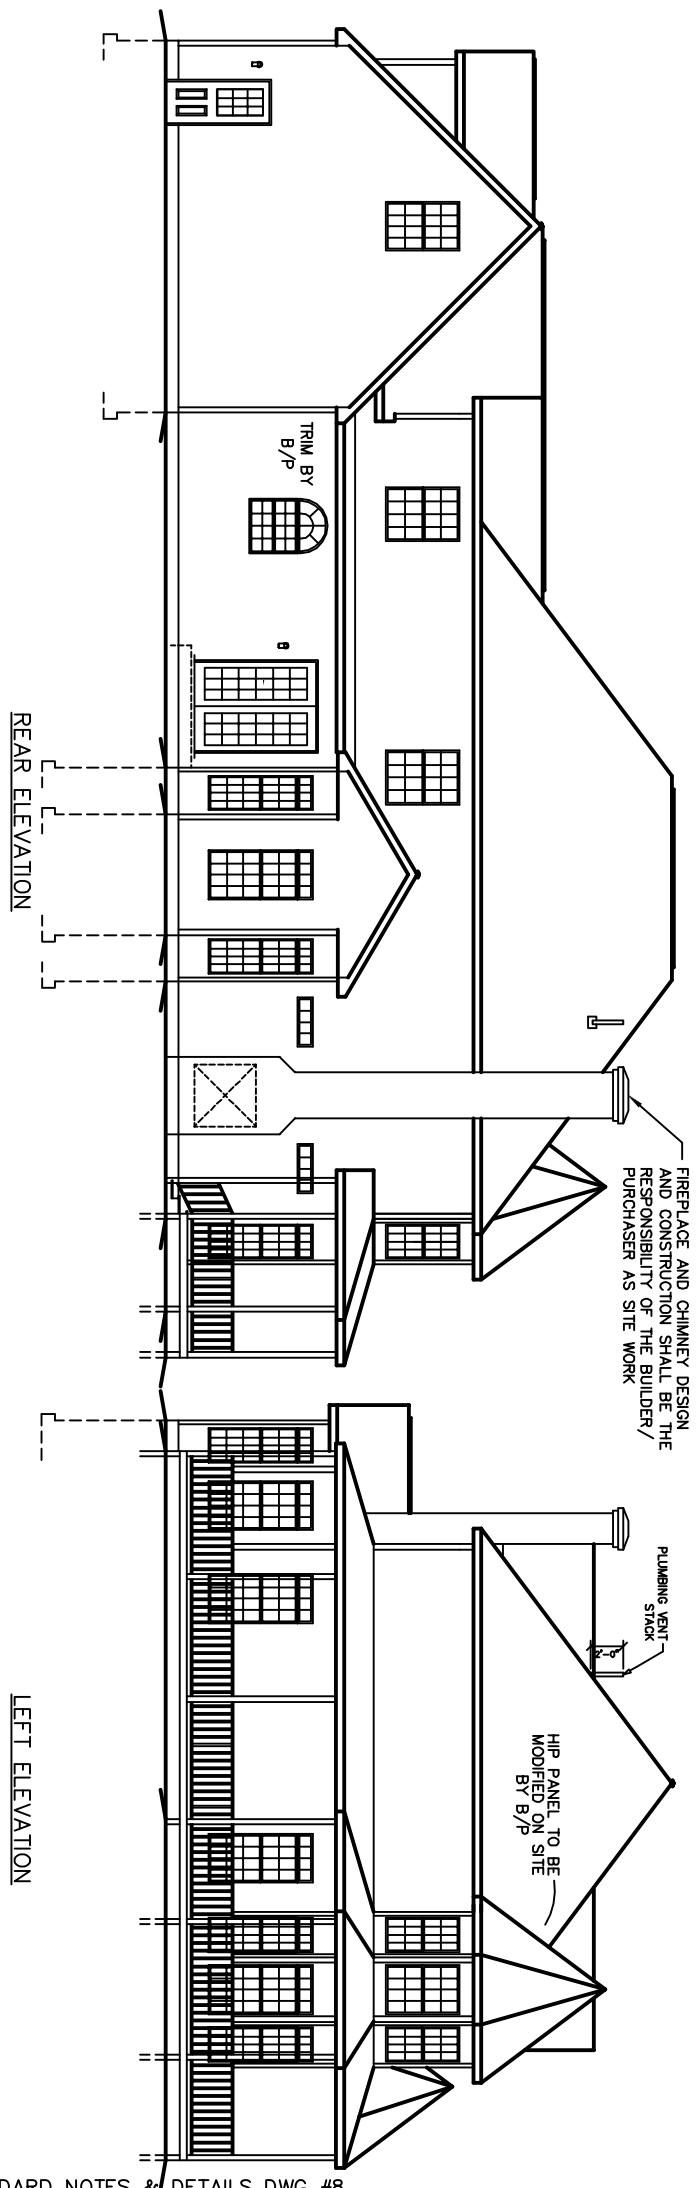 TRIM BY
B/P
REAR ELEVATION
FIREPLACE AND CHIMNEY DESIGN
AND CONSTRUCTION SHALL BE THE
RESPONSIBILITY OF THE BUILDER/
PURCHASER AS SITE WORK
PLUMBING VENT
STACK
2'-0"
HIP PANEL TO BE
MODIFIED ON SITE
BY B/P
LEFT ELEVATION
NOTES & DETAILS DWG #8